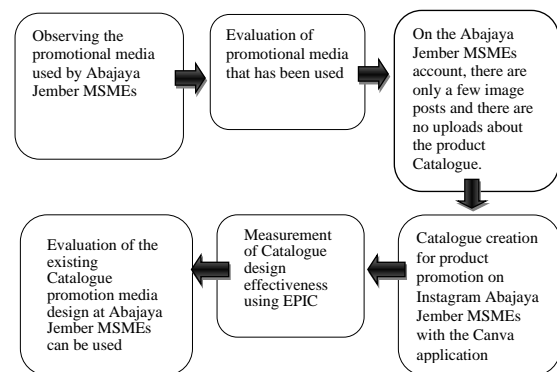 Observing the
promotional media
used by Abajaya
Jember MSMEs
Evaluation of
promotional media
that has been used
On the Abajaya
Jember MSMEs
account, there are
only a few image
posts and there are
no uploads about
the product
Catalogue.
Catalogue creation
for product
promotion on
Instagram Abajaya
Jember MSMEs
with the Canva
application
Measurement
of Catalogue
design
effectiveness
using EPIC
Evaluation of the
existing
Catalogue
promotion media
design at Abajaya
Jember MSMEs
can be used